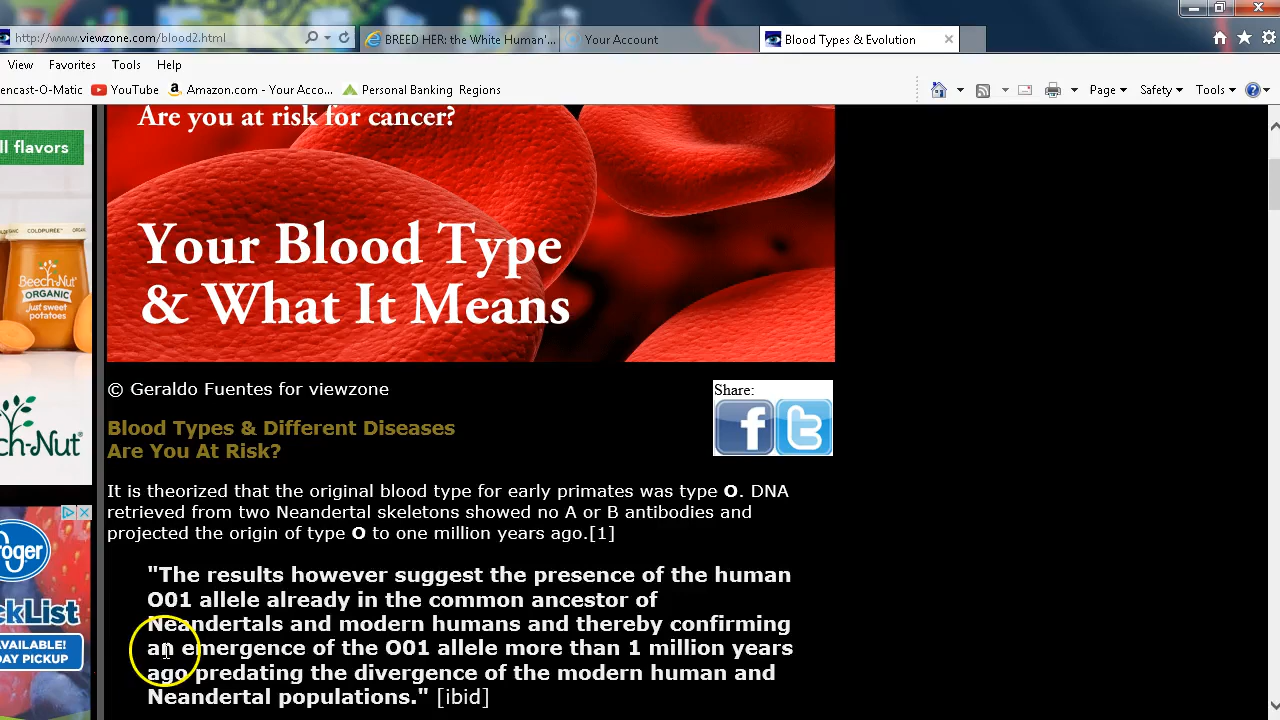 http://www.viewzone.com/blood2.html
BREED HER: the White Human'...
Your Account
Blood Types & Evolution
View Favorites Tools Help
encast-O-Matic YouTube Amazon.com - Your Acco... Personal Banking Regions
Page Safety Tools
ll flavors
Are you at risk for cancer?
Your Blood Type
& What It Means
COLDPUREE
Beech-Nut
ORGANIC
just sweet
potatoes
ech-Nut
© Geraldo Fuentes for viewzone
Share:
Blood Types & Different Diseases
Are You At Risk?
It is theorized that the original blood type for early primates was type O. DNA
retrieved from two Neandertal skeletons showed no A or B antibodies and
projected the origin of type O to one million years ago.[1]
"The results however suggest the presence of the human
O01 allele already in the common ancestor of
Neandertals and modern humans and thereby confirming
an emergence of the O01 allele more than 1 million years
ago predating the divergence of the modern human and
Neandertal populations." [ibid]
roger
ckList
AVAILABLE!
DAY PICKUP